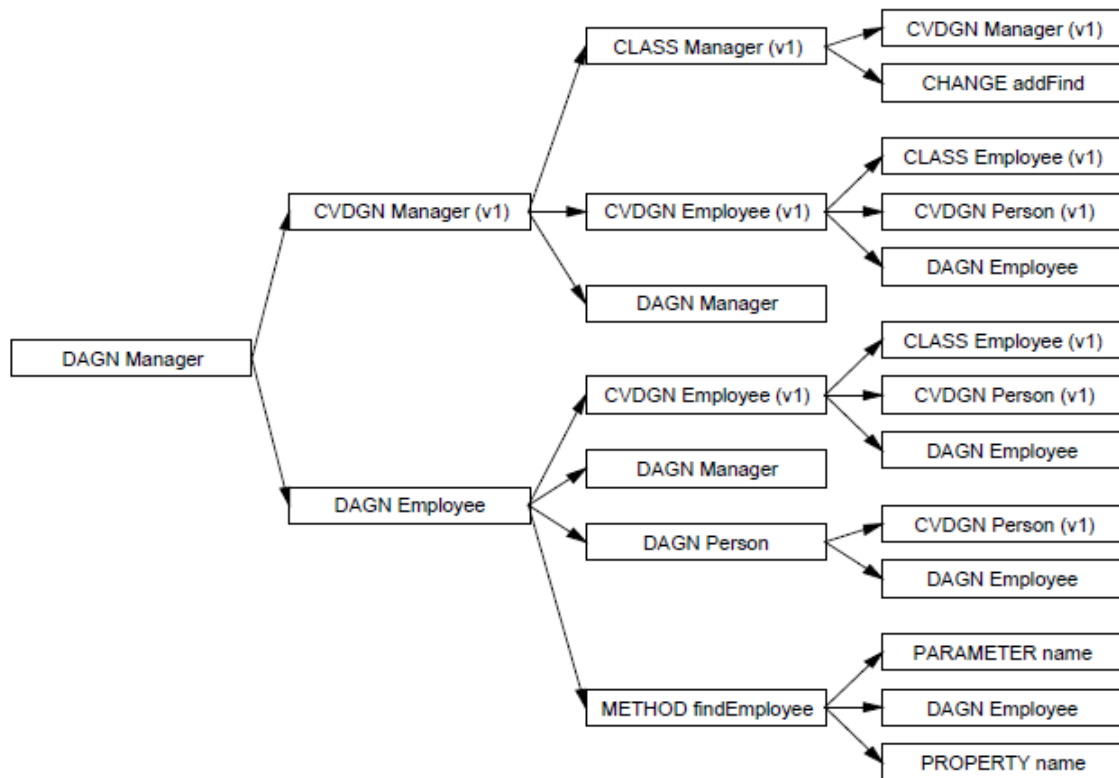 CLASS Manager (v1)
CVDGN Manager (v1)
CHANGE addFind
CVDGN Manager (v1)
CVDGN Employee (v1)
CLASS Employee (v1)
CVDGN Person (v1)
DAGN Employee
DAGN Manager
DAGN Manager
CVDGN Employee (v1)
CLASS Employee (v1)
CVDGN Person (v1)
DAGN Employee
DAGN Employee
DAGN Manager
DAGN Person
CVDGN Person (v1)
DAGN Employee
METHOD findEmployee
PARAMETER name
DAGN Employee
PROPERTY name